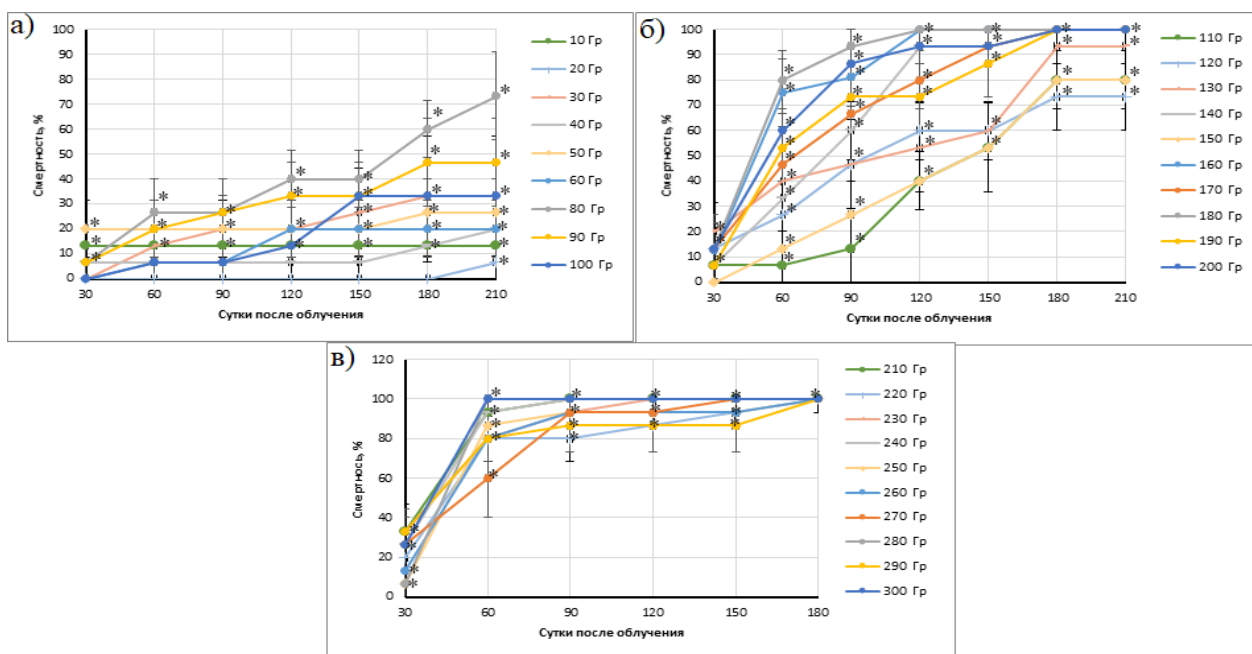 а)
100
90
80
70
60
50
40
30
20
10
0
Смертность, %
30 60 90 120 150 180 210
Сутки после облучения
10 Гр
20 Гр
30 Гр
40 Гр
50 Гр
60 Гр
80 Гр
90 Гр
100 Гр
б)
100
90
80
70
60
50
40
30
20
10
0
Смертность, %
30 60 90 120 150 180 210
Сутки после облучения
110 Гр
120 Гр
130 Гр
140 Гр
150 Гр
160 Гр
170 Гр
180 Гр
190 Гр
200 Гр
в)
120
100
80
60
40
20
0
Смертнось, %
30 60 90 120 150 180
Сутки после облучения
210 Гр
220 Гр
230 Гр
240 Гр
250 Гр
260 Гр
270 Гр
280 Гр
290 Гр
300 Гр